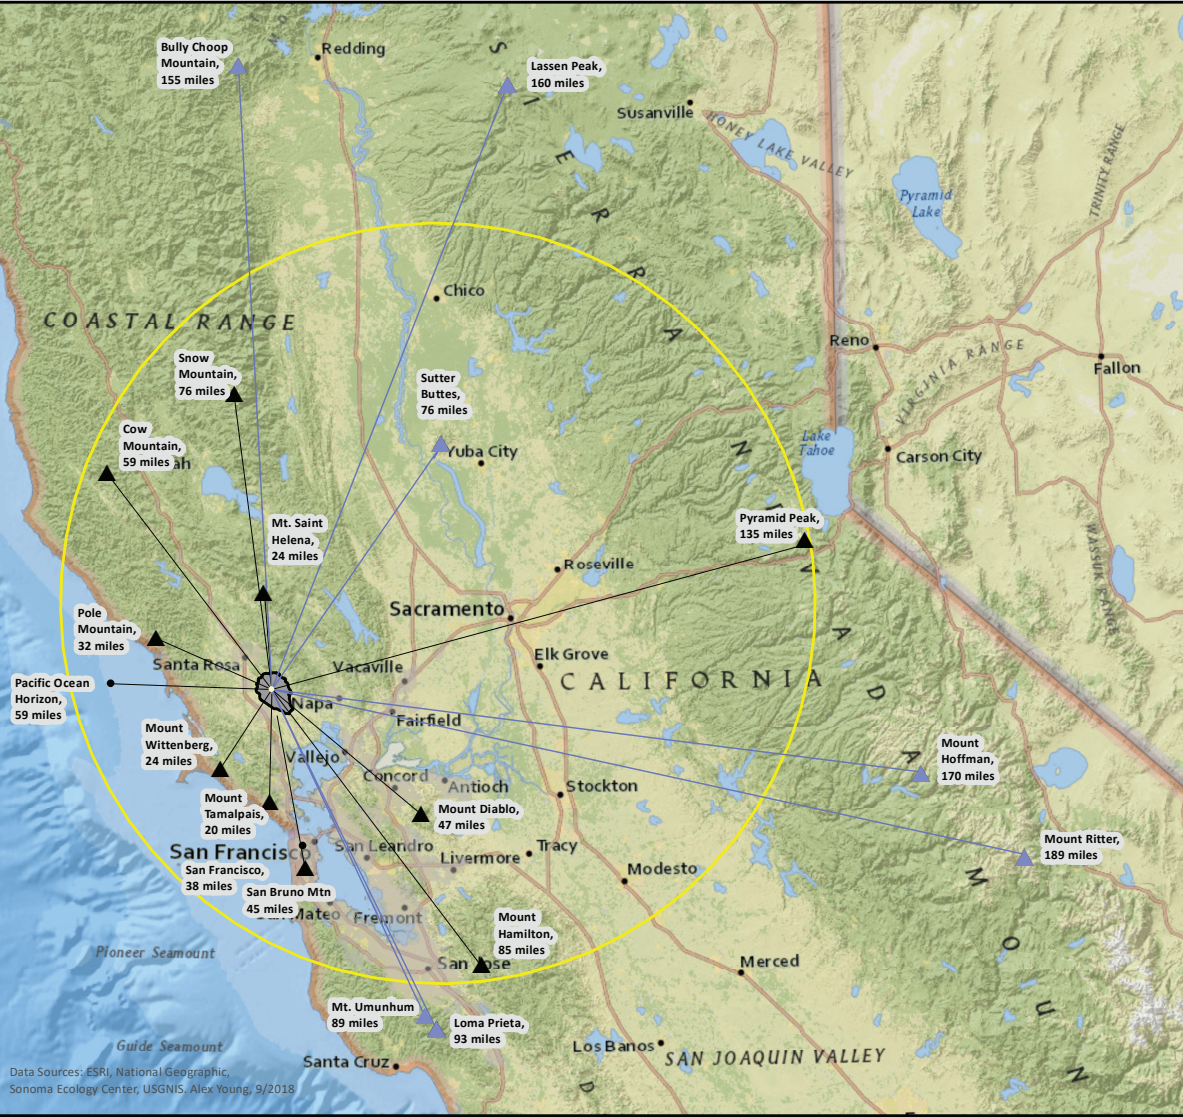 Bully Choop
Mountain,
155 miles
Redding
Lassen Peak,
160 miles
Susanville
HONEY LAKE VALLEY
Pyramid
Lake
TRINITY RANGE
SIERRA NEVADA MOUN
Chico
COASTAL RANGE
Reno
VIRGINIA RANGE
Fallon
Snow
Mountain,
76 miles
Sutter
Buttes,
76 miles
Cow
Mountain,
59 miles
ah
Yuba City
Lake
Tahoe
Carson City
Mt. Saint
Helena,
24 miles
Pyramid Peak,
135 miles
WASSUK RANGE
Roseville
Sacramento
Pole
Mountain,
32 miles
Santa Rosa
Vacaville
Elk Grove
CALIFORNIA
Pacific Ocean
Horizon,
59 miles
Napa
Fairfield
Mount
Wittenberg,
24 miles
Vallejo
Concord
Antioch
Stockton
Mount
Hoffman,
170 miles
Mount
Tamalpais,
20 miles
Mount Diablo,
47 miles
San Francisco
San Leandro
Livermore
Tracy
Mount Ritter,
189 miles
San Francisco,
38 miles
Modesto
San Bruno Mtn
45 miles
San Mateo
Fremont
Mount
Hamilton,
85 miles
Pioneer Seamount
San Jose
Merced
Mt. Umunhum
89 miles
Loma Prieta,
93 miles
Guide Seamount
Santa Cruz
Los Banos
SAN JOAQUIN VALLEY
D
Data Sources: ESRI, National Geographic,
Sonoma Ecology Center, USGNIS. Alex Young, 9/2018